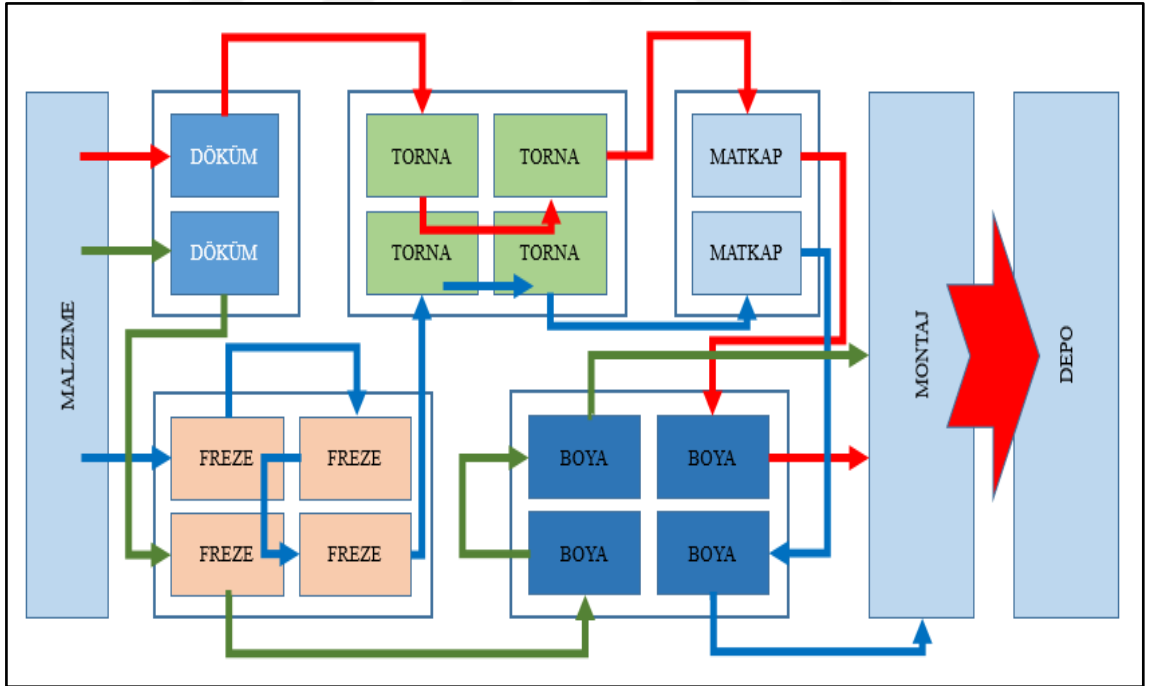 MALZEME
DÖKÜM
DÖKÜM
TORNA
TORNA
TORNA
TORNA
MATKAP
MATKAP
FREZE
FREZE
FREZE
FREZE
BOYA
BOYA
BOYA
BOYA
MONTAJ
DEPO